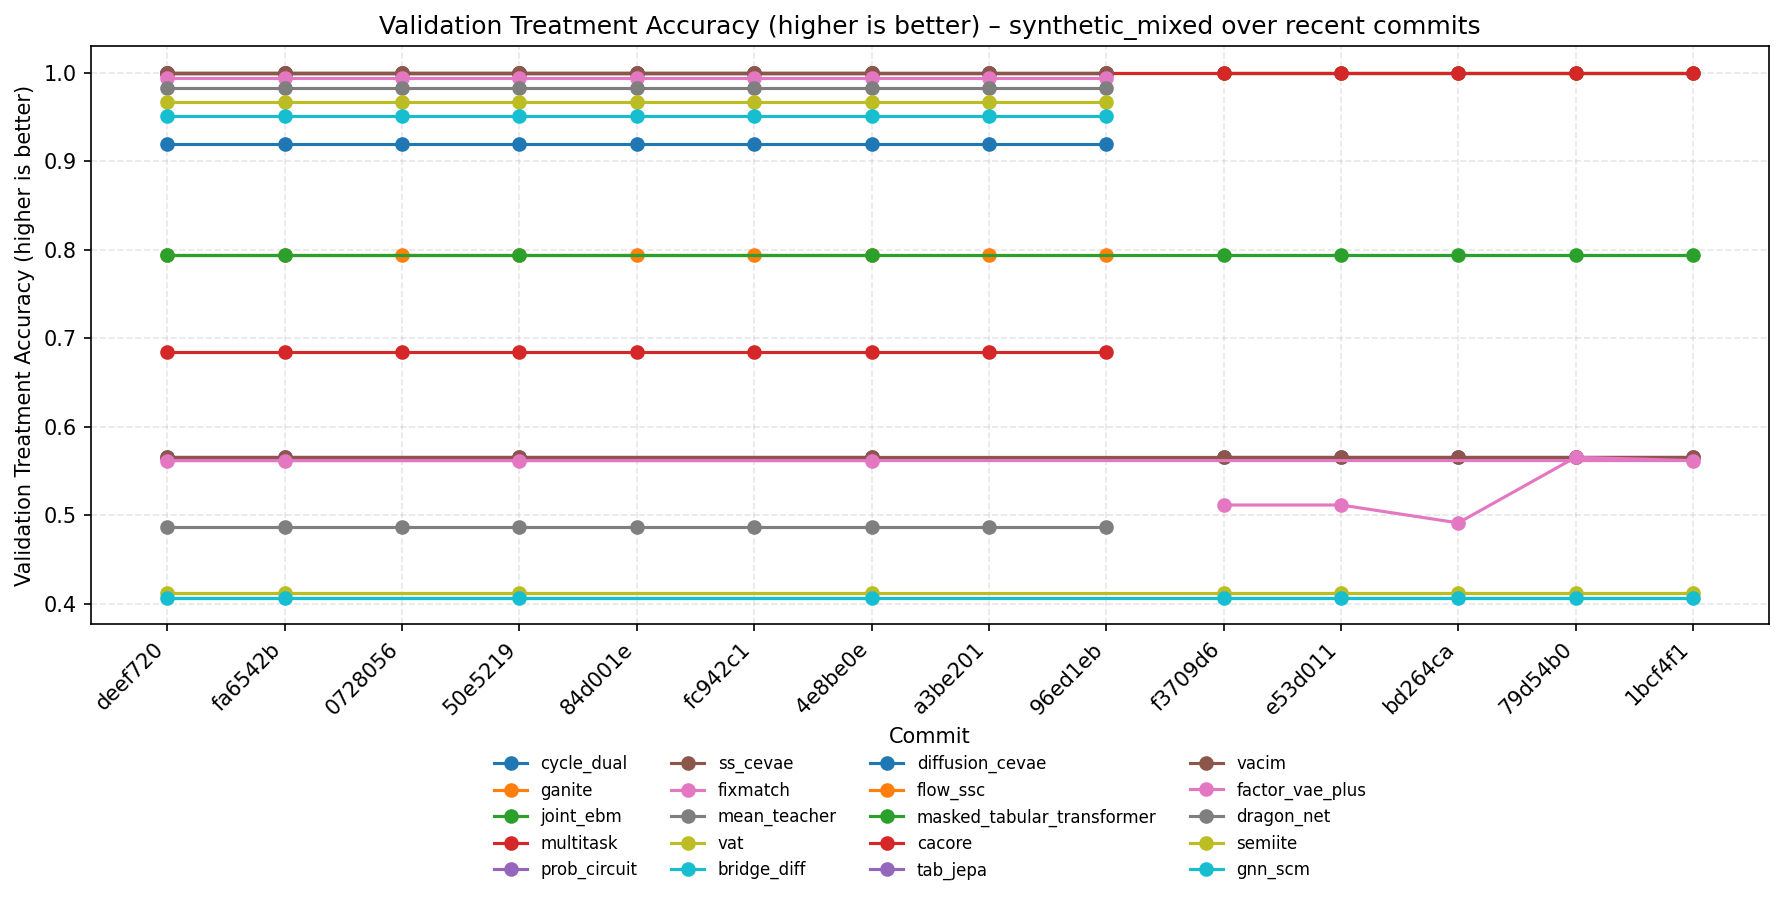 Validation Treatment Accuracy (higher is better) – synthetic_mixed over recent commits
Validation Treatment Accuracy (higher is better)
1.0
0.9
0.8
0.7
0.6
0.5
0.4
deef720
fa6542b
0728056
50e5219
84d001e
fc942c1
4e8be0e
a3be201
96ed1eb
f3709d6
e53d011
bd264ca
79d54b0
1bcf4f1
Commit
cycle_dual
ganite
joint_ebm
multitask
prob_circuit
ss_cevae
fixmatch
mean_teacher
vat
bridge_diff
diffusion_cevae
flow_ssc
masked_tabular_transformer
cacore
tab_jepa
vacim
factor_vae_plus
dragon_net
semiite
gnn_scm